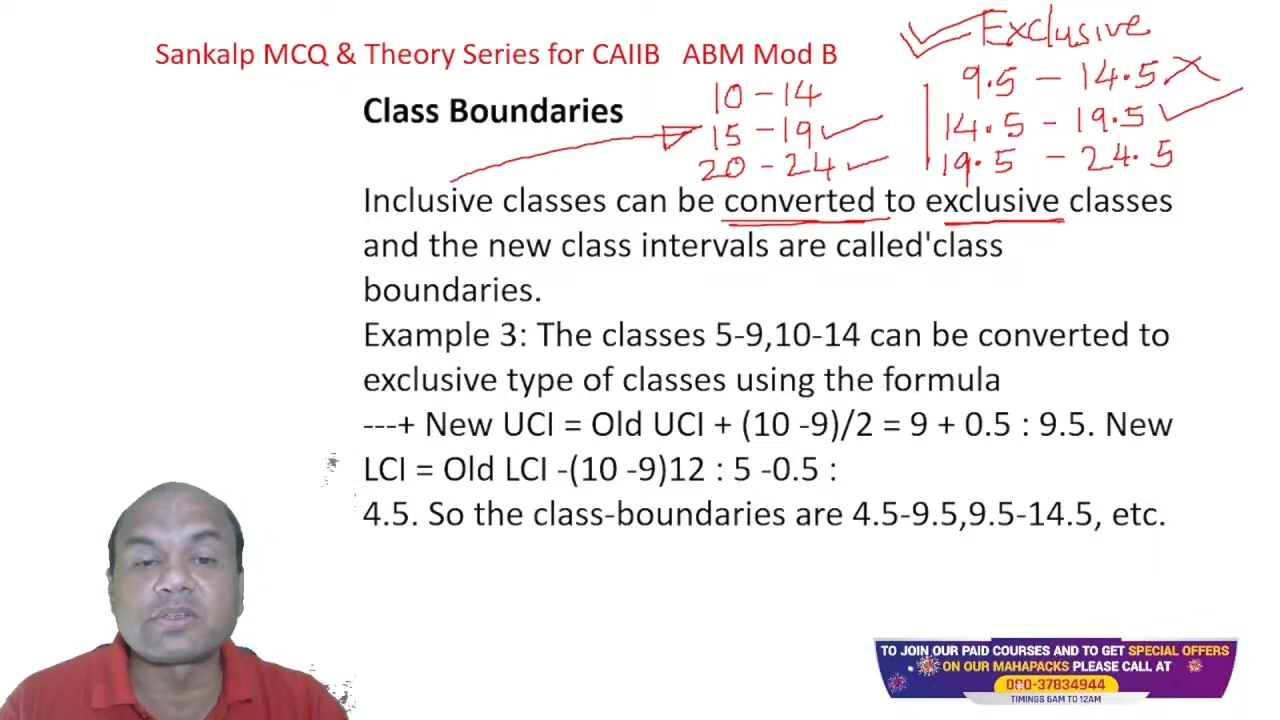 Exclusive
Sankalp MCQ & Theory Series for CAIIB ABM Mod B
9.5 - 14.5
10 - 14
Class Boundaries
14.5 - 19.5
15 - 19
19.5 - 24.5
20 - 24
Inclusive classes can be converted to exclusive classes
and the new class intervals are called'class
boundaries.
Example 3: The classes 5-9,10-14 can be converted to
exclusive type of classes using the formula
---+ New UCI = Old UCI + (10 -9)/2 = 9 + 0.5 : 9.5. New
LCI = Old LCI -(10 -9)12 : 5 -0.5 :
4.5. So the class-boundaries are 4.5-9.5,9.5-14.5, etc.
TO JOIN OUR PAID COURSES AND TO GET SPECIAL OFFERS
ON OUR MAHAPACKS PLEASE CALL AT
080-37834944
TIMINGS 6AM TO 12AM